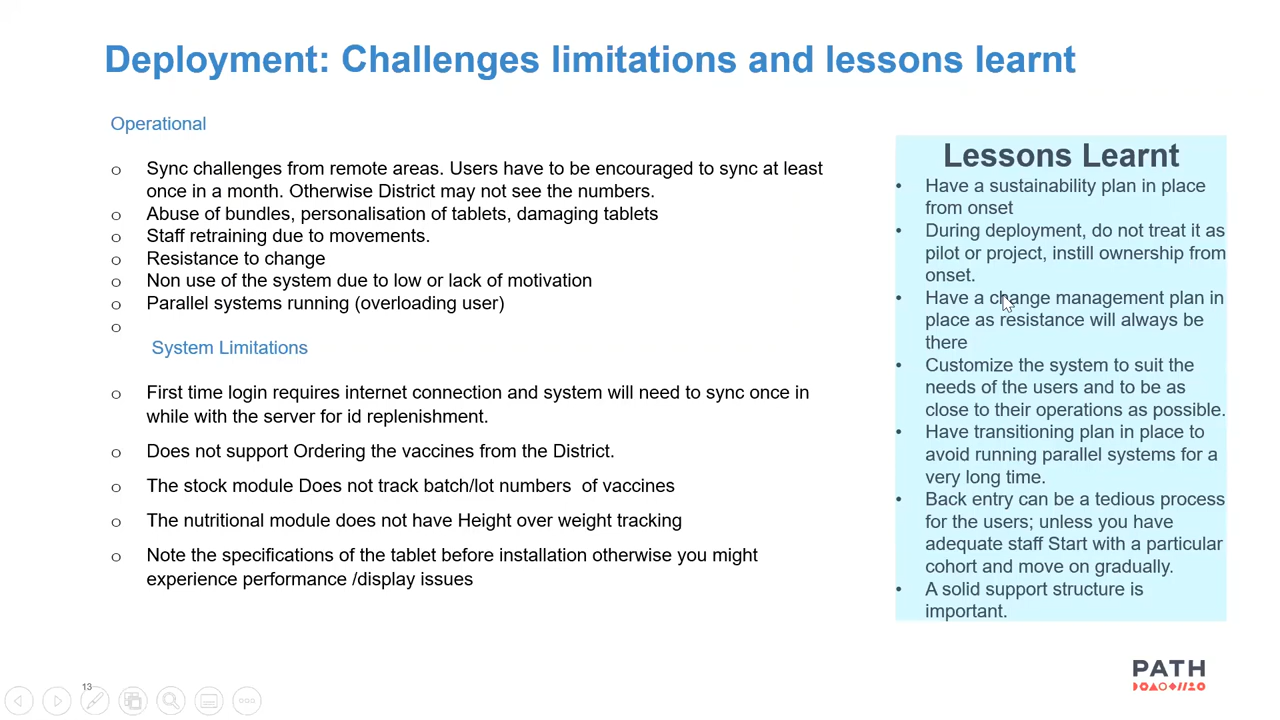 Deployment: Challenges limitations and lessons learnt
Operational
o Sync challenges from remote areas. Users have to be encouraged to sync at least
once in a month. Otherwise District may not see the numbers.
o Abuse of bundles, personalisation of tablets, damaging tablets
o Staff retraining due to movements.
o Resistance to change
o Non use of the system due to low or lack of motivation
o Parallel systems running (overloading user)
o
System Limitations
o First time login requires internet connection and system will need to sync once in
while with the server for id replenishment.
o Does not support Ordering the vaccines from the District.
o The stock module Does not track batch/lot numbers of vaccines
o The nutritional module does not have Height over weight tracking
o Note the specifications of the tablet before installation otherwise you might
experience performance /display issues
Lessons Learnt
• Have a sustainability plan in place
from onset
• During deployment, do not treat it as
pilot or project, instill ownership from
onset.
• Have a change management plan in
place as resistance will always be
there
• Customize the system to suit the
needs of the users and to be as
close to their operations as possible.
• Have transitioning plan in place to
avoid running parallel systems for a
very long time.
• Back entry can be a tedious process
for the users; unless you have
adequate staff Start with a particular
cohort and move on gradually.
• A solid support structure is
important.
PATH
13